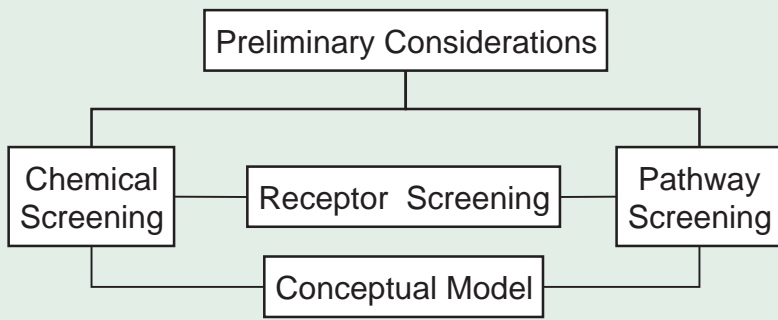 Preliminary Considerations
Chemical
Screening
Receptor Screening
Pathway
Screening
Conceptual Model